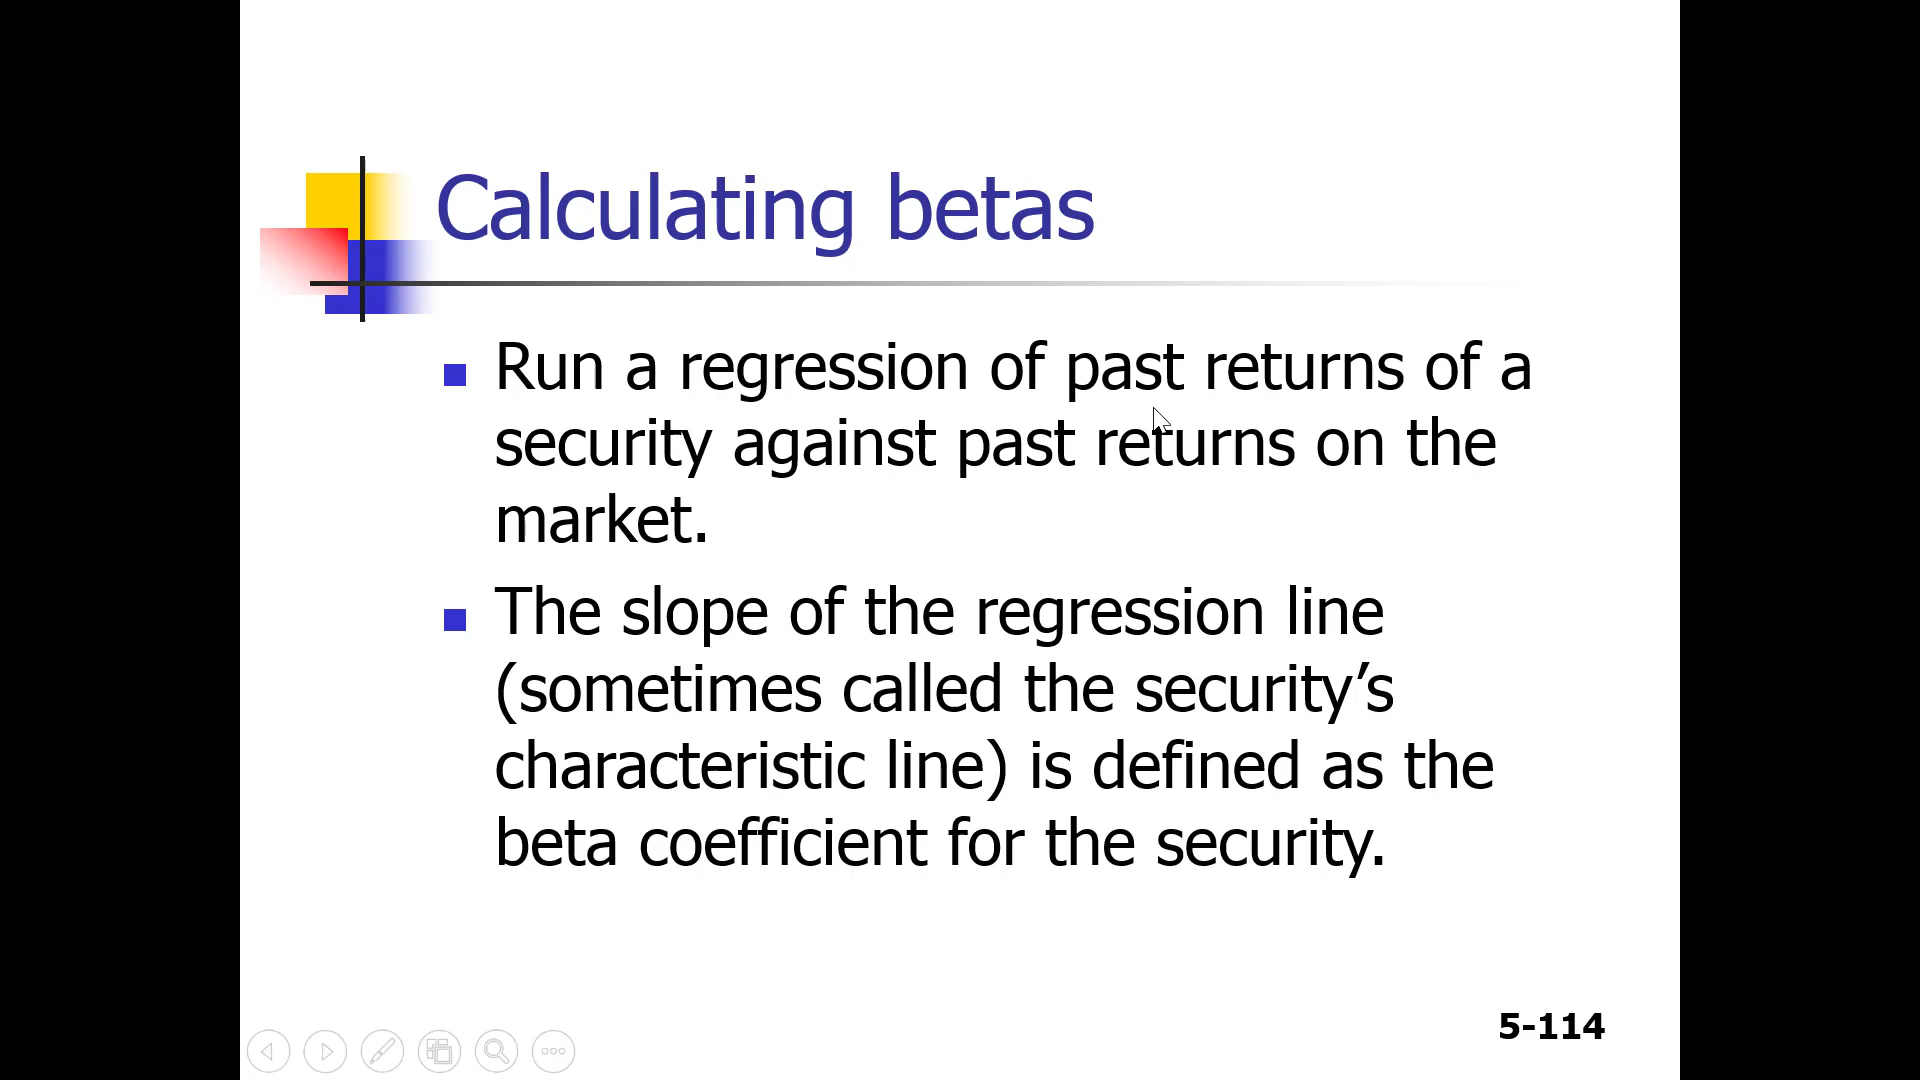 Calculating betas
Run a regression of past returns of a
security against past returns on the
market.
The slope of the regression line
(sometimes called the security’s
characteristic line) is defined as the
beta coefficient for the security.
5-114